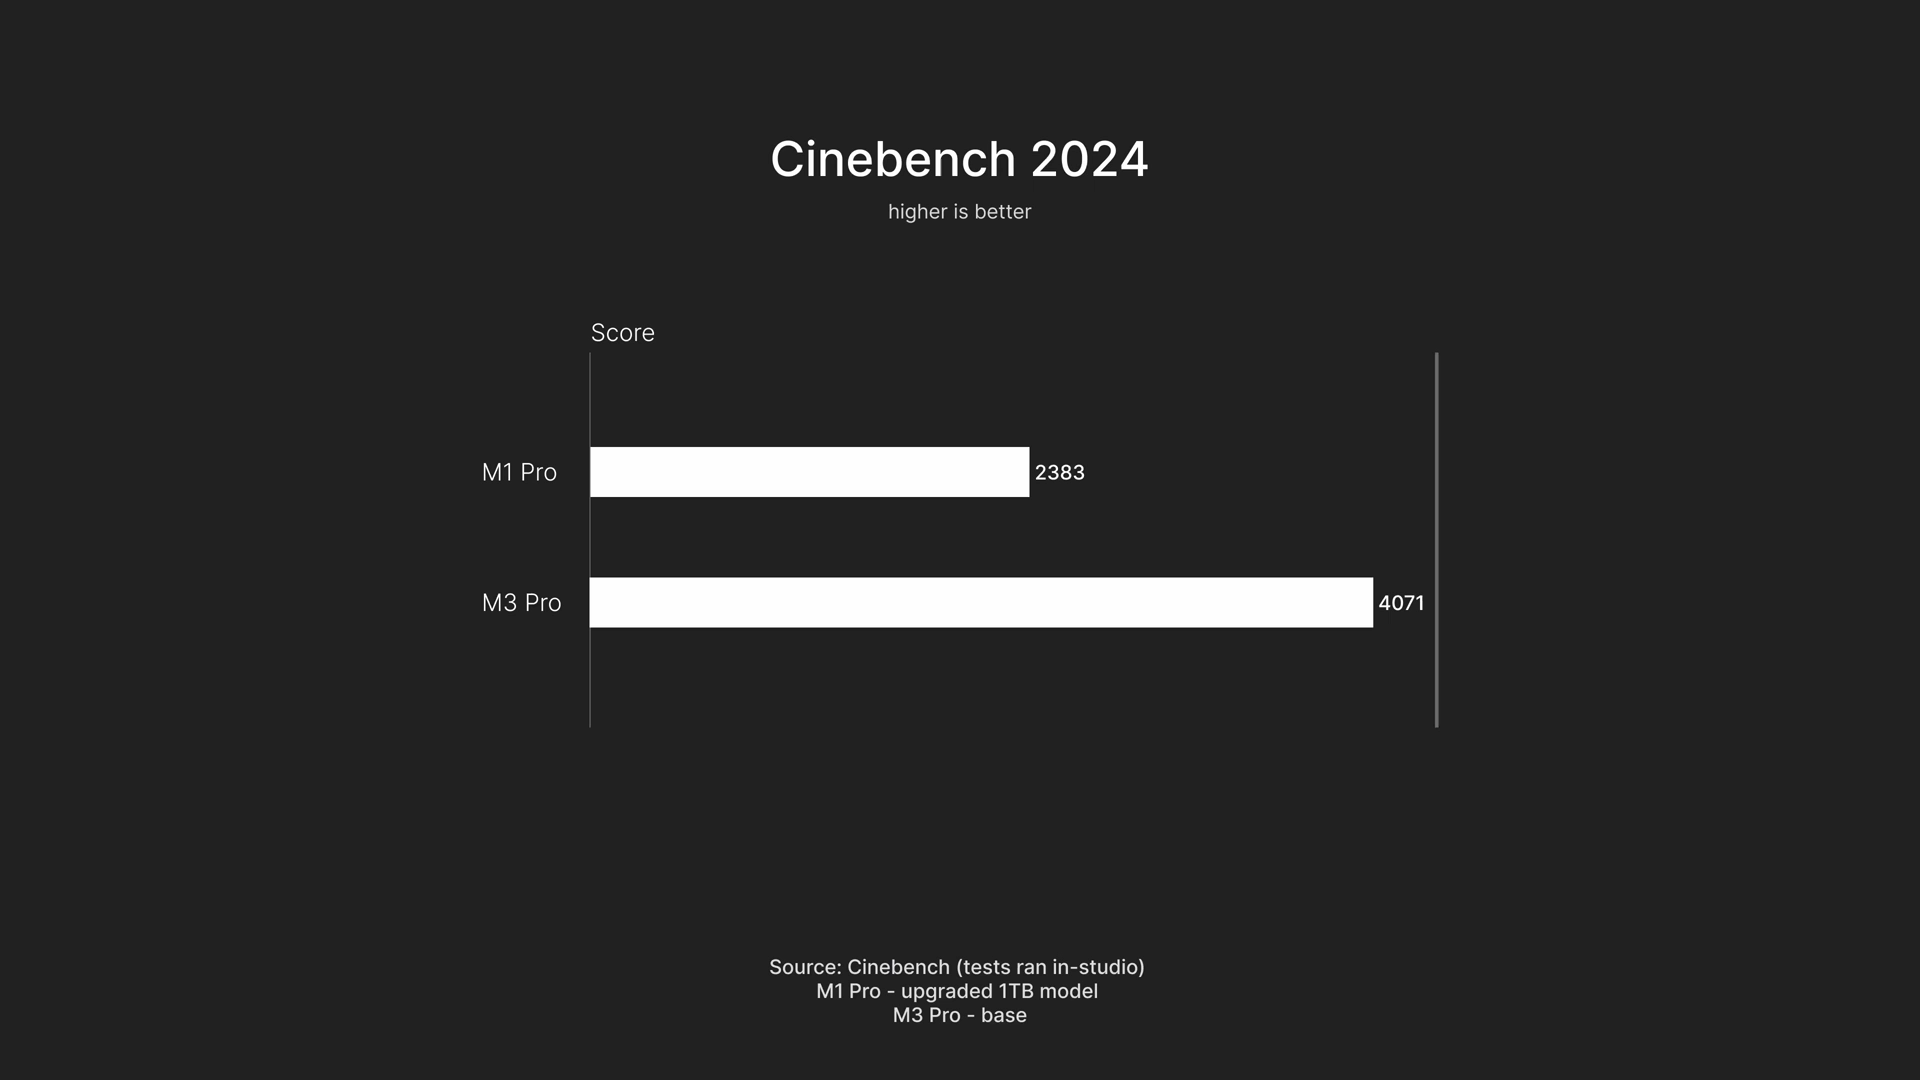 Cinebench 2024
higher is better
Score
M1 Pro
2383
M3 Pro
4071
Source: Cinebench (tests ran in-studio)
M1 Pro - upgraded 1TB model
M3 Pro - base